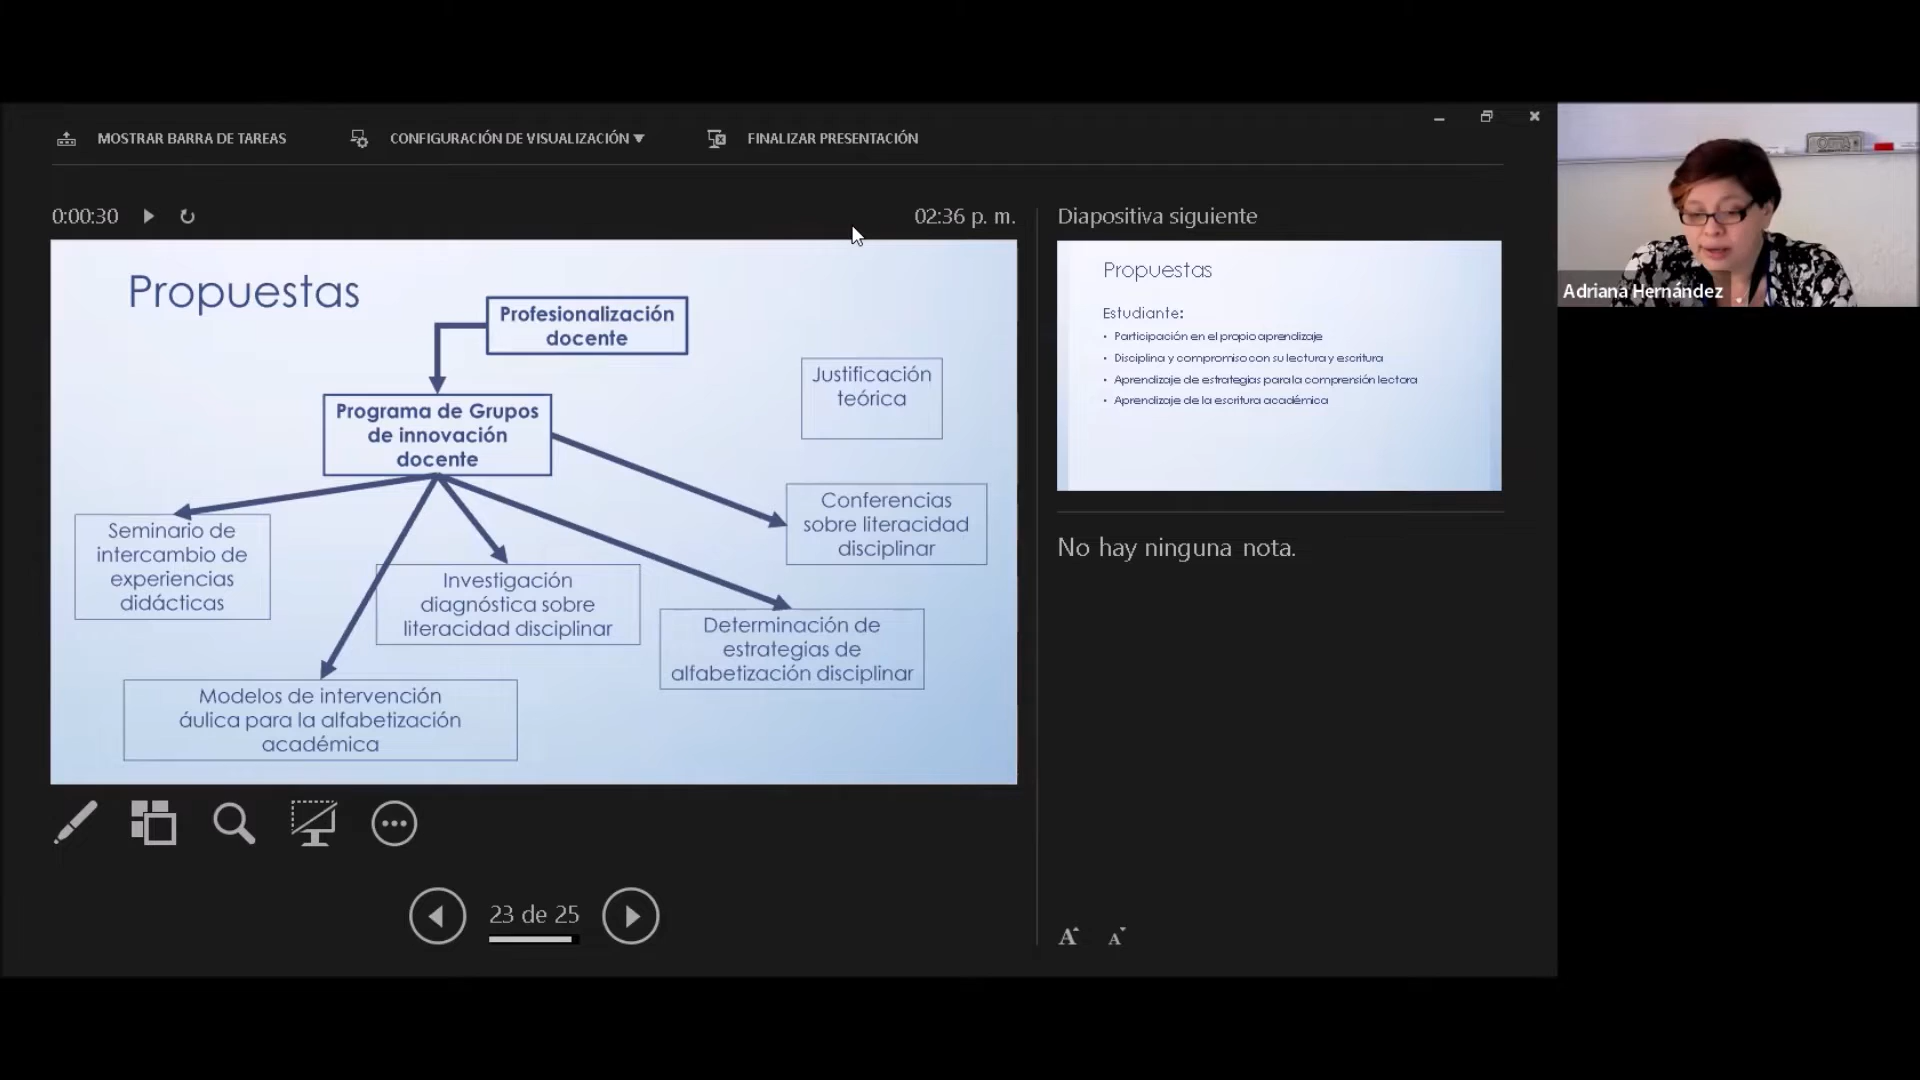 MOSTRAR BARRA DE TAREAS
CONFIGURACIÓN DE VISUALIZACIÓN
FINALIZAR PRESENTACIÓN
0:00:30
02:36 p. m.
Propuestas
Profesionalización
docente
Programa de Grupos
de innovación
docente
Justificación
teórica
Conferencias
sobre literacidad
disciplinar
Seminario de
intercambio de
experiencias
didácticas
Investigación
diagnóstica sobre
literacidad disciplinar
Determinación de
estrategias de
alfabetización disciplinar
Modelos de intervención
áulica para la alfabetización
académica
23 de 25
Diapositiva siguiente
Propuestas
Estudiante:
• Participación en el propio aprendizaje
• Disciplina y compromiso con su lectura y escritura
• Aprendizaje de estrategias para la comprensión lectora
• Aprendizaje de la escritura académica
No hay ninguna nota.
A A
Adriana Hernández